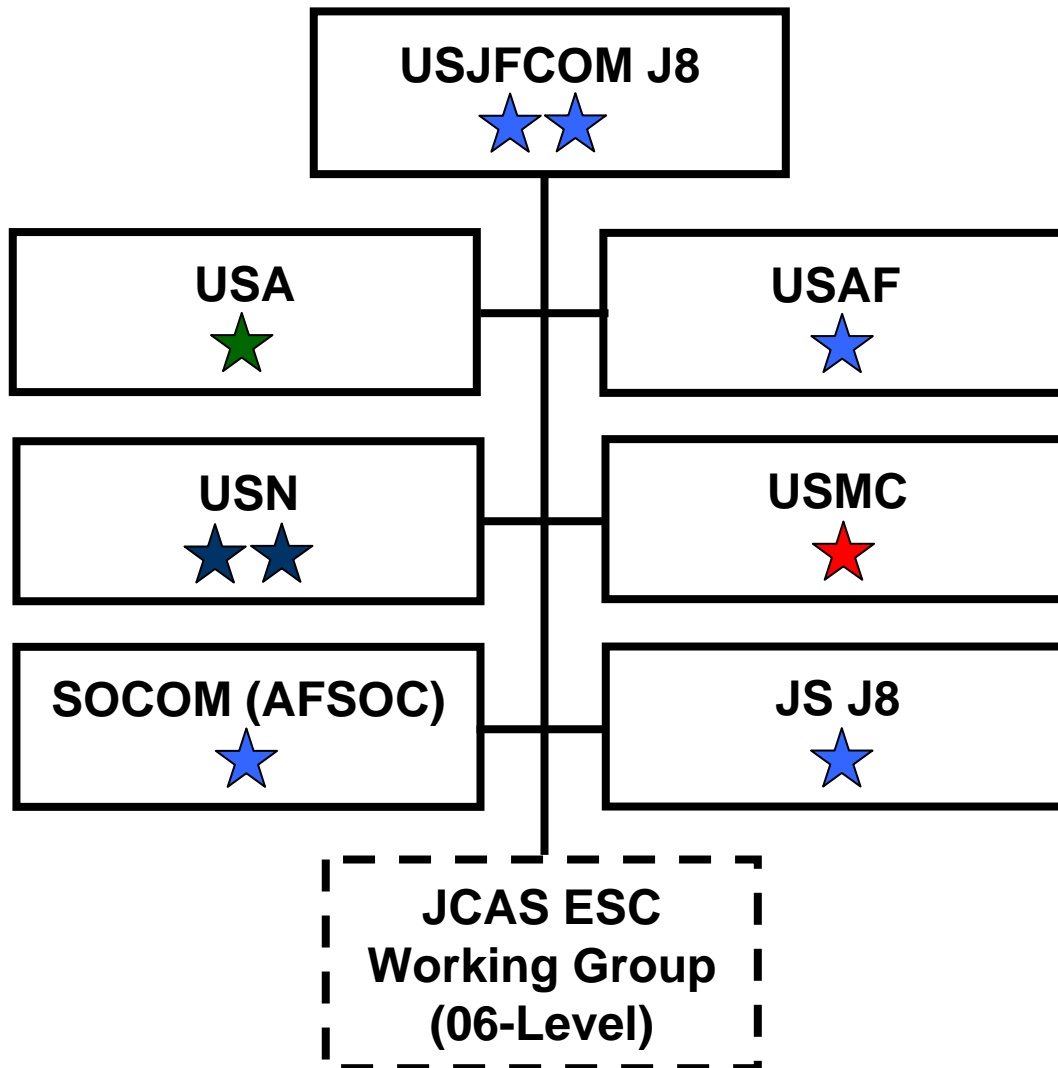 USJFCOM J8
USA
USAF
USN
USMC
SOCOM (AFSOC)
JS J8
JCAS ESC
Working Group
(06-Level)